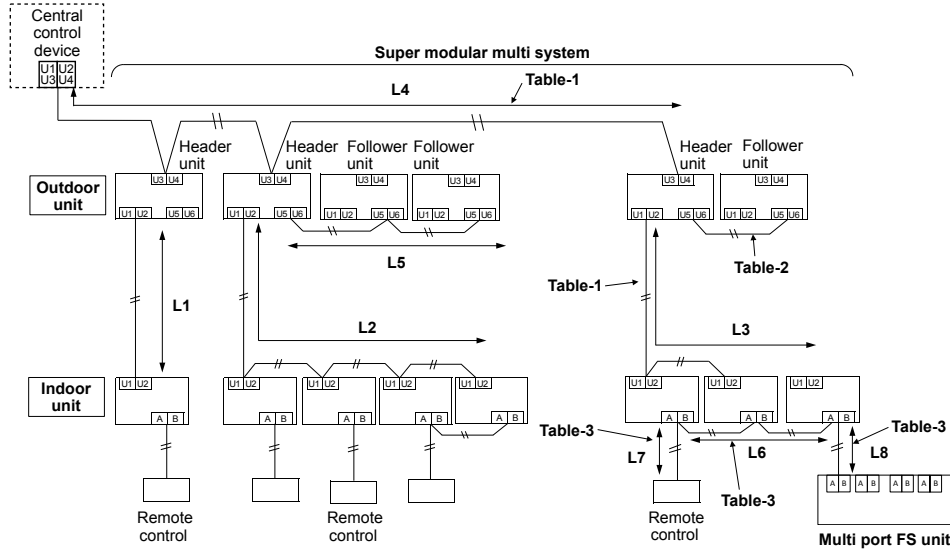 Central
control
device
U1 U2
U3 U4
Super modular multi system
L4
Table-1
Header
unit
Header
unit
Follower
unit
Follower
unit
Header
unit
Follower
unit
Outdoor
unit
U3 U4
U3 U4
U3 U4
U3 U4
U3 U4
U3 U4
U1 U2
U5 U6
U1 U2
U5 U6
U1 U2
U5 U6
U1 U2
U5 U6
U1 U2
U5 U6
U1 U2
U5 U6
L5
Table-2
Table-1
L1
L2
L3
Indoor
unit
U1 U2
U1 U2
U1 U2
U1 U2
U1 U2
U1 U2
U1 U2
U1 U2
A B
A B
A B
A B
A B
A B
A B
A B
Table-3
L7
L6
L8
Table-3
Table-3
A B
A B
A B
A B
Remote
control
Remote
control
Remote
control
Multi port FS unit